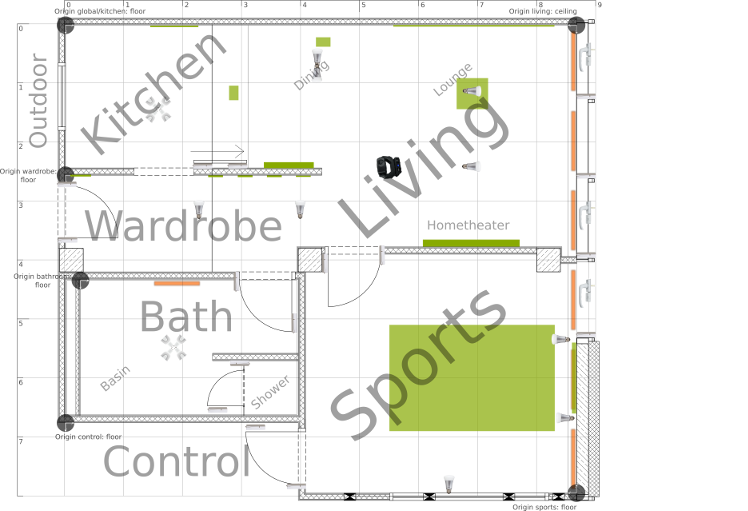 0 1 2 3 4 5 6 7 8 9
Origin global/kitchen: floor
Origin living: ceiling
0
1
2
3
4
5
6
7
Outdoor
Kitchen
Dining
Lounge
Living
Origin wardrobe:
floor
Wardrobe
Hometheater
Origin bathroom:
floor
Bath
Basin
Shower
Sports
Origin control: floor
Control
Origin sports: floor